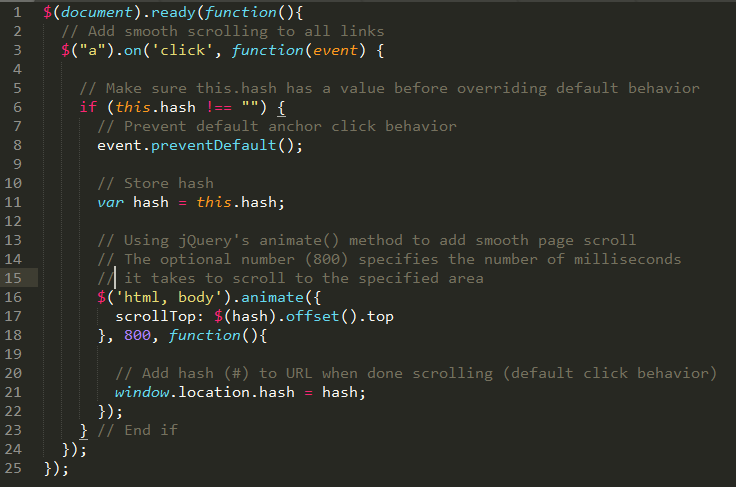 1 $(document).ready(function(){
2   // Add smooth scrolling to all links
3   $("a").on('click', function(event) {
4
5     // Make sure this.hash has a value before overriding default behavior
6     if (this.hash !== "") {
7       // Prevent default anchor click behavior
8       event.preventDefault();
9
10       // Store hash
11       var hash = this.hash;
12
13       // Using jQuery's animate() method to add smooth page scroll
14       // The optional number (800) specifies the number of milliseconds
15       // it takes to scroll to the specified area
16       $('html, body').animate({
17         scrollTop: $(hash).offset().top
18       }, 800, function(){
19
20         // Add hash (#) to URL when done scrolling (default click behavior)
21         window.location.hash = hash;
22       });
23     } // End if
24   });
25 });